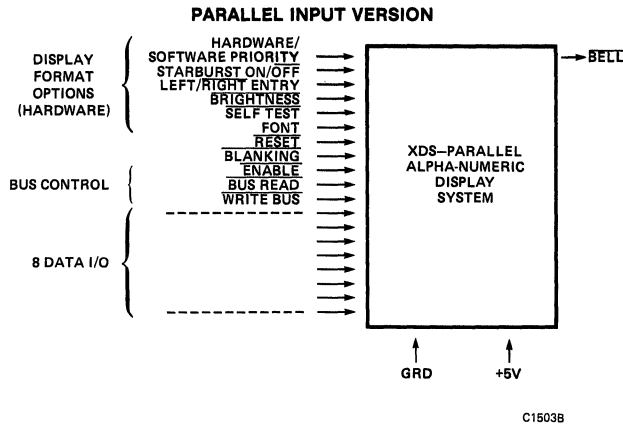 PARALLEL INPUT VERSION
DISPLAY
FORMAT
OPTIONS
(HARDWARE)
HARDWARE/
SOFTWARE PRIORITY
STARBURST ON/OFF
LEFT/RIGHT ENTRY
BRIGHTNESS
SELF TEST
FONT
RESET
BLANKING
BUS CONTROL
ENABLE
BUS READ
WRITE BUS
8 DATA I/O
XDS—PARALLEL
ALPHA-NUMERIC
DISPLAY
SYSTEM
BELL
GRD
+5V
C1503B